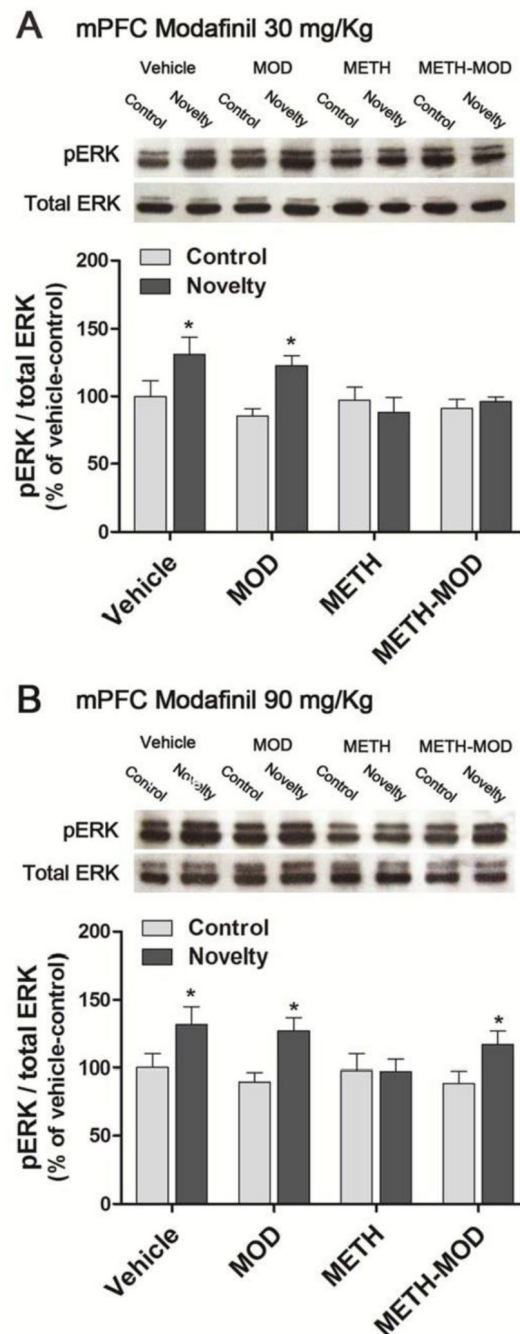 A mPFC Modafinil 30 mg/Kg
Vehicle MOD METH METH-MOD
Control Novelty Control Novelty Control Novelty Control Novelty
pERK
Total ERK
200
150
100
50
0
pERK / total ERK
(% of vehicle-control)
Control
Novelty
* *
Vehicle MOD METH METH-MOD
B mPFC Modafinil 90 mg/Kg
Vehicle MOD METH METH-MOD
Control Novelty Control Novelty Control Novelty Control Novelty
pERK
Total ERK
200
150
100
50
0
pERK / total ERK
(% of vehicle-control)
Control
Novelty
* * *
Vehicle MOD METH METH-MOD